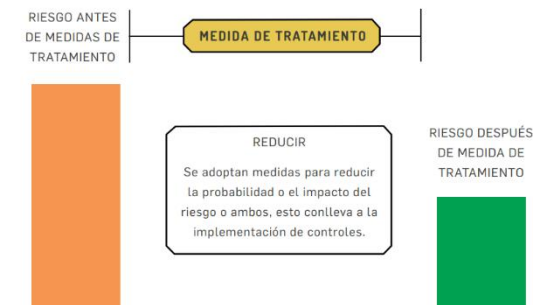 RIESGO ANTES
DE MEDIDAS DE
TRATAMIENTO
MEDIDA DE TRATAMIENTO
REDUCIR
Se adoptan medidas para reducir
la probabilidad o el impacto del
riesgo o ambos, esto conlleva a la
implementación de controles.
RIESGO DESPUÉS
DE MEDIDA DE
TRATAMIENTO